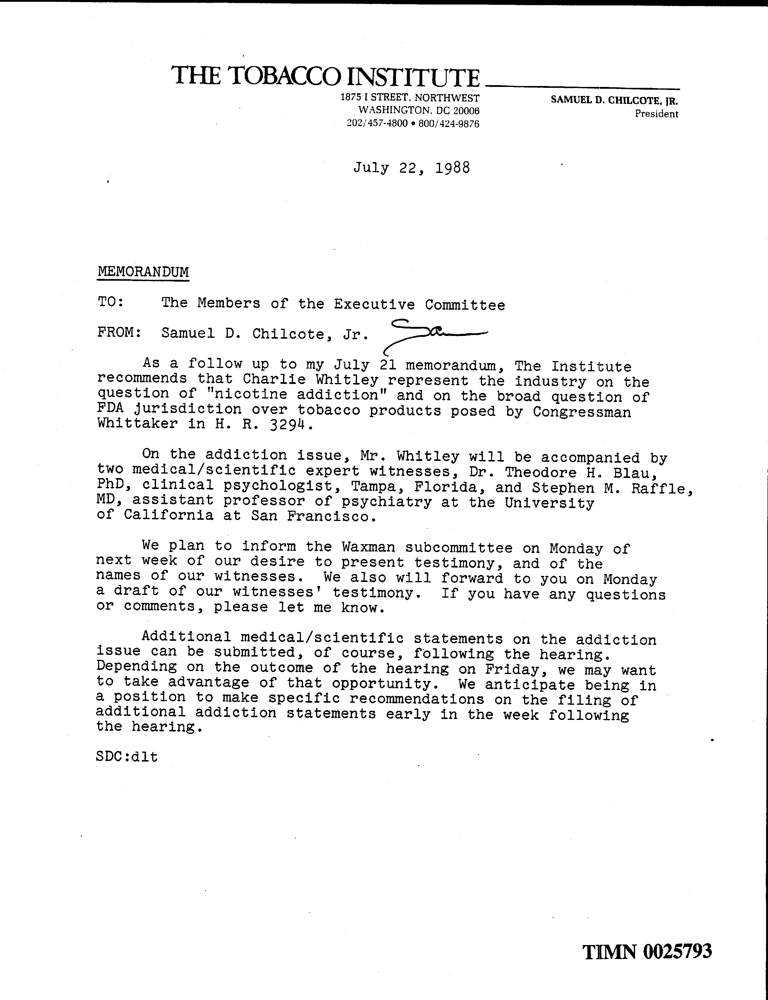 THE TOBACCO INSTITUTE
1875 I STREET, NORTHWEST
WASHINGTON, DC 20006
202/457-4800 • 800/424-9876
SAMUEL D. CHILCOTE, JR.
President
July 22, 1988
MEMORANDUM
TO: The Members of the Executive Committee
FROM: Samuel D. Chilcote, Jr.
As a follow up to my July 21 memorandum, The Institute
recommends that Charlie Whitley represent the industry on the
question of "nicotine addiction" and on the broad question of
FDA jurisdiction over tobacco products posed by Congressman
Whittaker in H. R. 3294.
On the addiction issue, Mr. Whitley will be accompanied by
two medical/scientific expert witnesses, Dr. Theodore H. Blau,
PhD, clinical psychologist, Tampa, Florida, and Stephen M. Raffle,
MD, assistant professor of psychiatry at the University
of California at San Francisco.
We plan to inform the Waxman subcommittee on Monday of
next week of our desire to present testimony, and of the
names of our witnesses. We also will forward to you on Monday
a draft of our witnesses' testimony. If you have any questions
or comments, please let me know.
Additional medical/scientific statements on the addiction
issue can be submitted, of course, following the hearing.
Depending on the outcome of the hearing on Friday, we may want
to take advantage of that opportunity. We anticipate being in
a position to make specific recommendations on the filing of
additional addiction statements early in the week following
the hearing.
SDC:dlt
TIMN 0025793